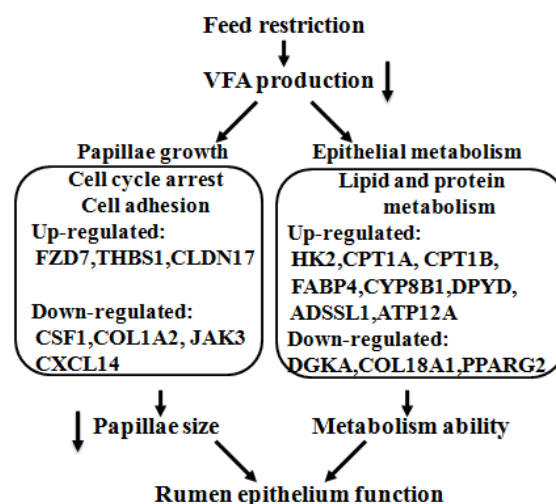 Feed restriction
VFA production
Papillae growth
Cell cycle arrest
Cell adhesion
Up-regulated:
FZD7,THBS1,CLDN17
Down-regulated:
CSF1,COL1A2, JAK3
CXCL14
Papillae size
Epithelial metabolism
Lipid and protein
metabolism
Up-regulated:
HK2,CPT1A, CPT1B,
FABP4,CYP8B1,DPYD,
ADSSL1,ATP12A
Down-regulated:
DGKA,COL18A1,PPARG2
Metabolism ability
Rumen epithelium function